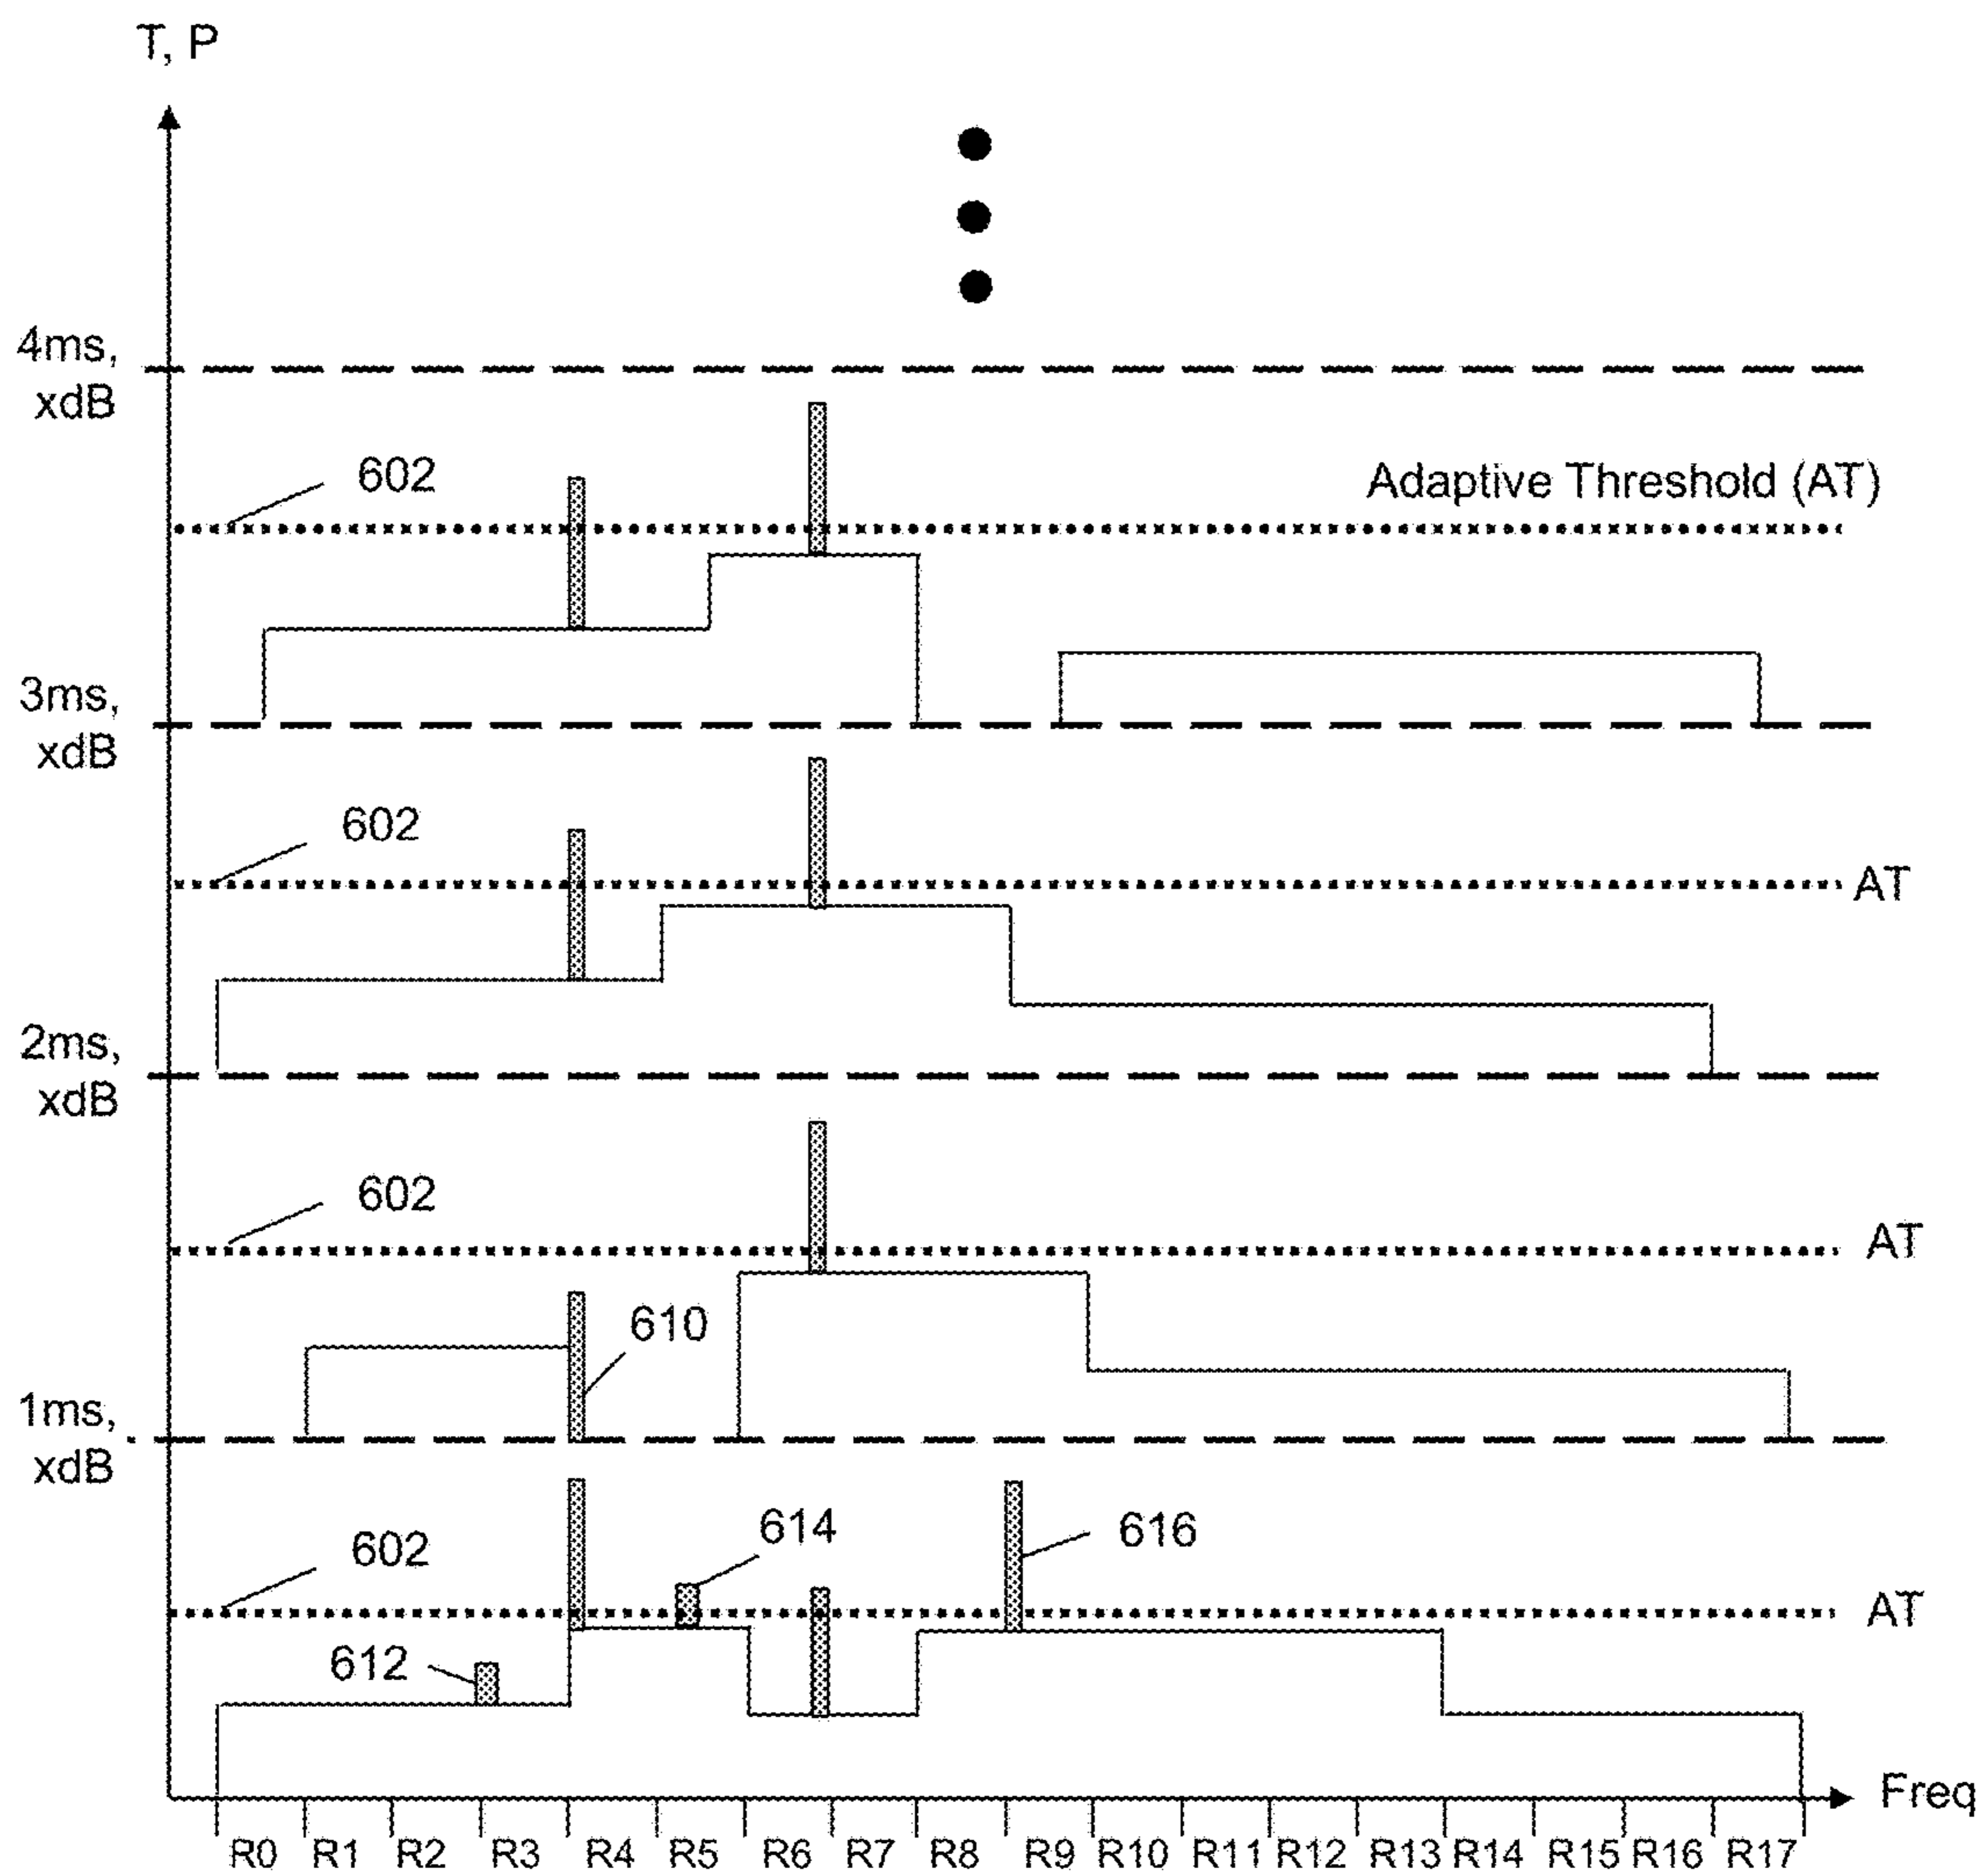 T, P
4ms,
xdB
602
Adaptive Threshold (AT)
3ms,
xdB
602
AT
2ms,
xdB
602
AT
610
1ms,
xdB
602
614
616
AT
612
Freq
R0 R1 R2 R3 R4 R5 R6 R7 R8 R9 R10 R11 R12 R13 R14 R15 R16 R17